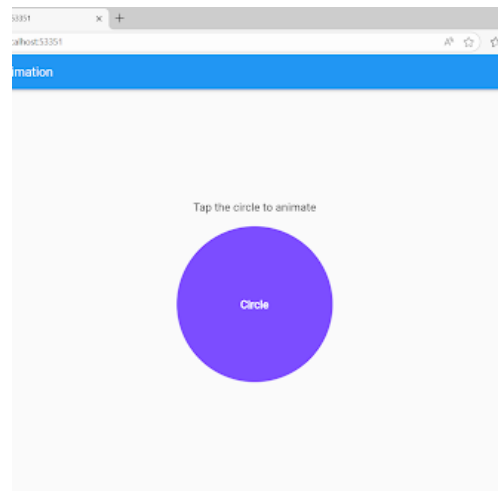 53351
calhost:53351
imation
Tap the circle to animate
Circle